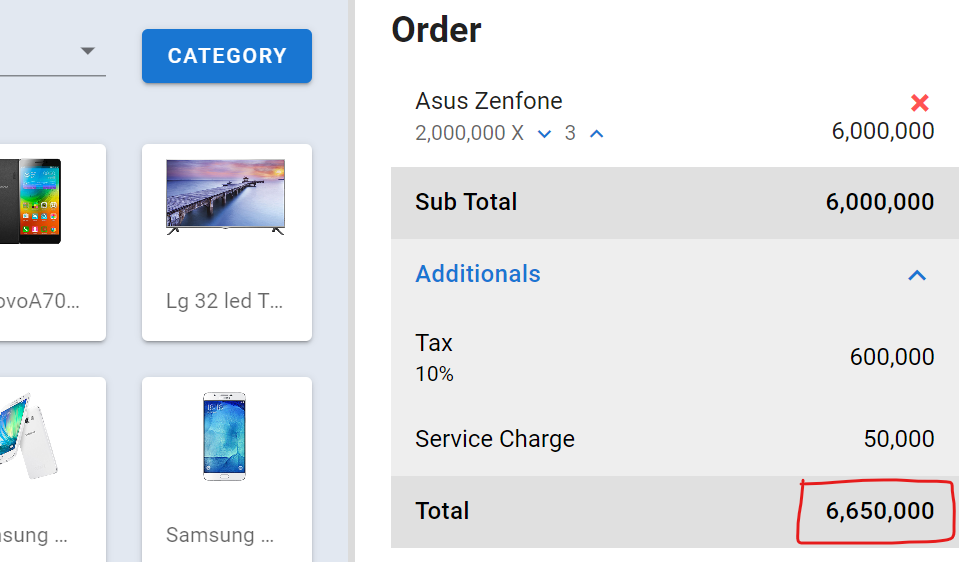 CATEGORY
ovoA70...
Lg 32 led T...
nsung ...
Samsung ...
Order
Asus Zenfone
2,000,000 X 3
6,000,000
Sub Total 6,000,000
Additionals
Tax
10%
600,000
Service Charge 50,000
Total 6,650,000